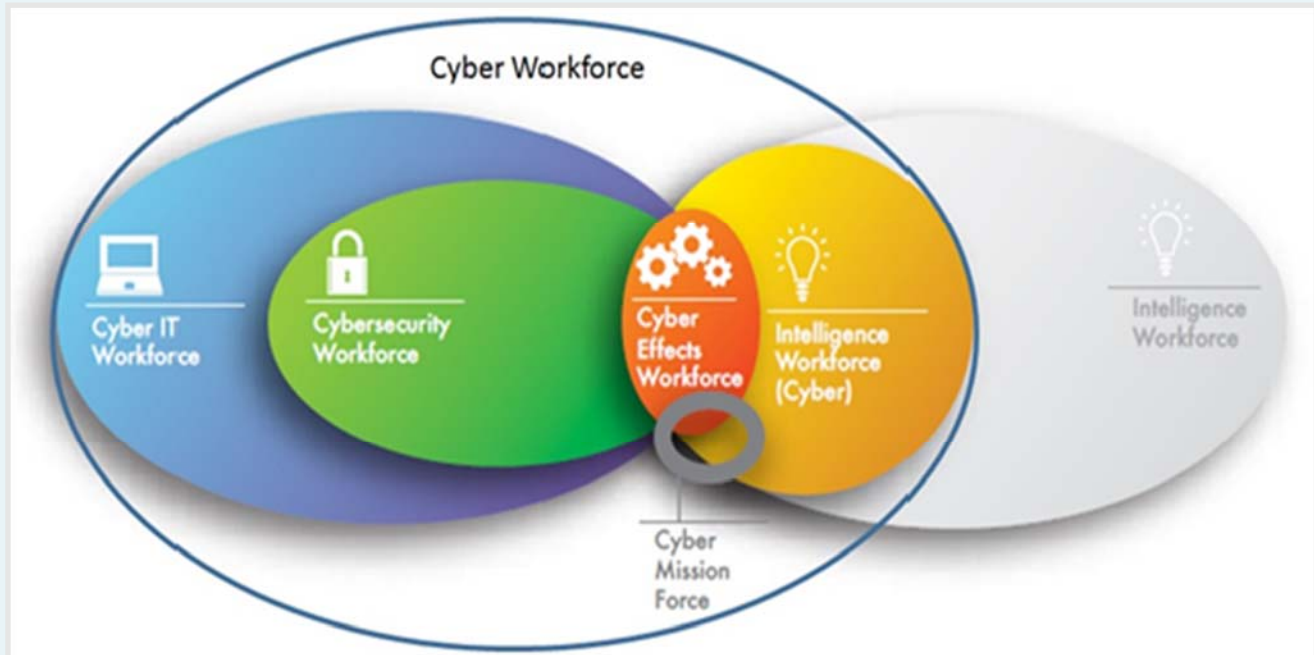 Cyber Workforce
Cyber IT
Workforce
Cybersecurity
Workforce
Cyber
Effects
Workforce
Intelligence
Workforce
(Cyber)
Intelligence
Workforce
Cyber
Mission
Force